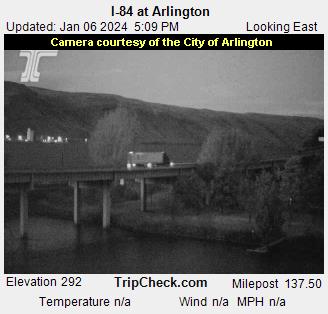 I-84 at Arlington
Updated: Jan 06 2024 5:09 PM Looking East
Camera courtesy of the City of Arlington
Elevation 292 TripCheck.com Milepost 137.50
Temperature n/a Wind n/a MPH n/a